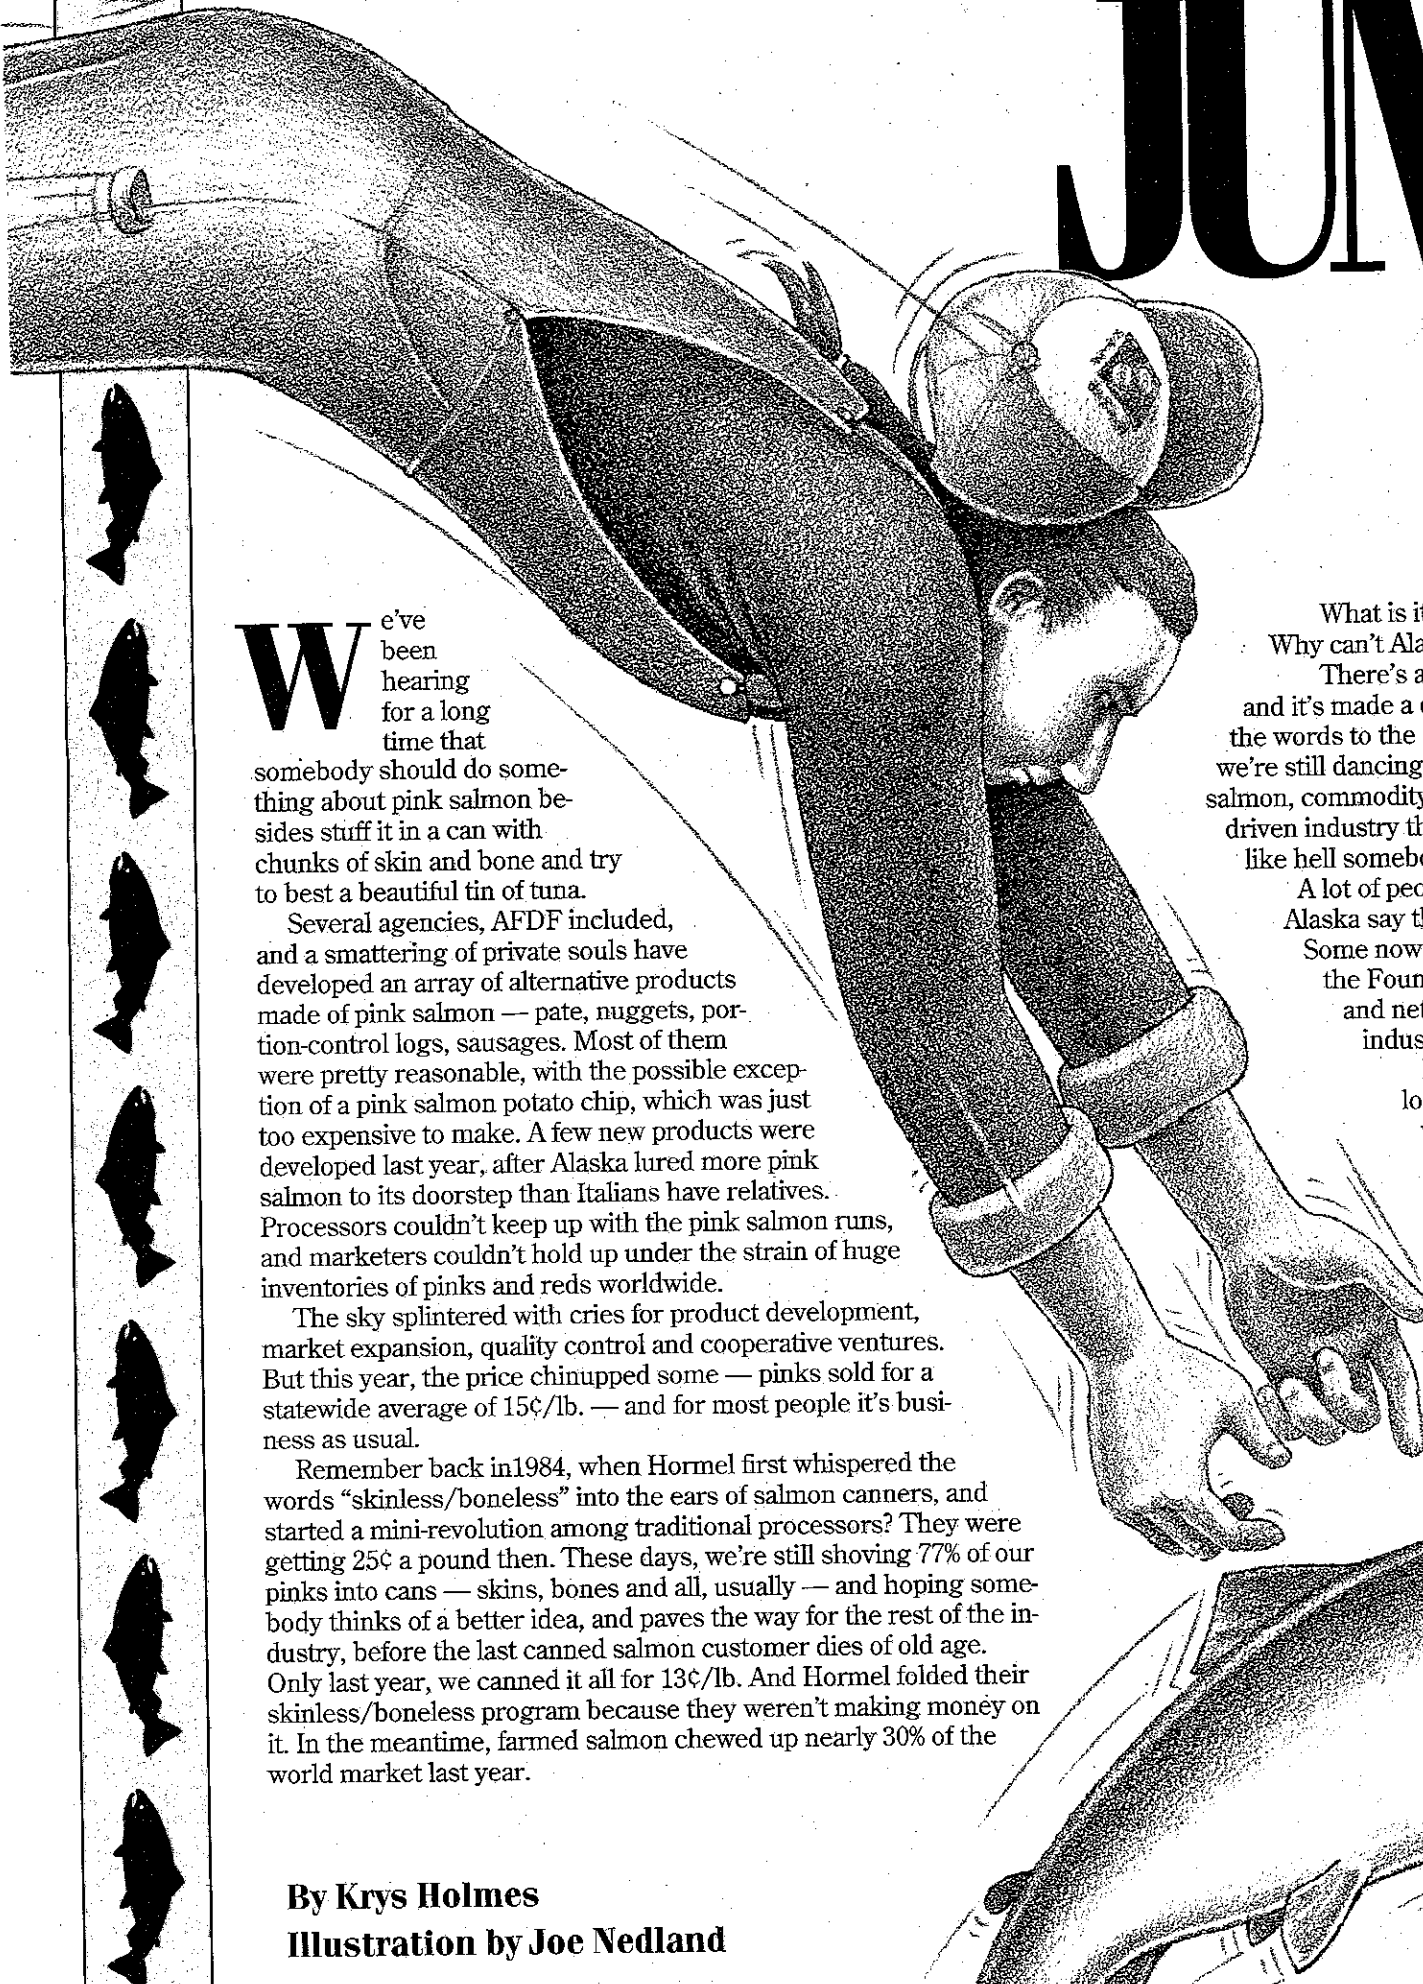 JUN
We've
been
hearing
for a long
time that
somebody should do some-
thing about pink salmon be-
sides stuff it in a can with
chunks of skin and bone and try
to best a beautiful tin of tuna.
Several agencies, AFDF included,
and a smattering of private souls have
developed an array of alternative products
made of pink salmon — pate, nuggets, por-
tion-control logs, sausages. Most of them
were pretty reasonable, with the possible excep-
tion of a pink salmon potato chip, which was just
too expensive to make. A few new products were
developed last year, after Alaska lured more pink
salmon to its doorstep than Italians have relatives.
Processors couldn't keep up with the pink salmon runs,
and marketers couldn't hold up under the strain of huge
inventories of pinks and reds worldwide.
The sky splintered with cries for product development,
market expansion, quality control and cooperative ventures.
But this year, the price chinupped some — pinks sold for a
statewide average of 15¢/lb. — and for most people it's busi-
ness as usual.
Remember back in1984, when Hormel first whispered the
words “skinless/boneless” into the ears of salmon canners, and
started a mini-revolution among traditional processors? They were
getting 25¢ a pound then. These days, we're still shoving 77% of our
pinks into cans — skins, bones and all, usually — and hoping some-
body thinks of a better idea, and paves the way for the rest of the in-
dustry, before the last canned salmon customer dies of old age.
Only last year, we canned it all for 13¢/lb. And Hormel folded their
skinless/boneless program because they weren't making money on
it. In the meantime, farmed salmon chewed up nearly 30% of the
world market last year.
By Krys Holmes
Illustration by Joe Nedland
What is it
Why can't Ala
There's a
and it's made a
the words to the
we're still dancing
salmon, commodity
driven industry th
like hell somebo
A lot of peo
Alaska say th
Some now
the Foun
and net
indus
lo